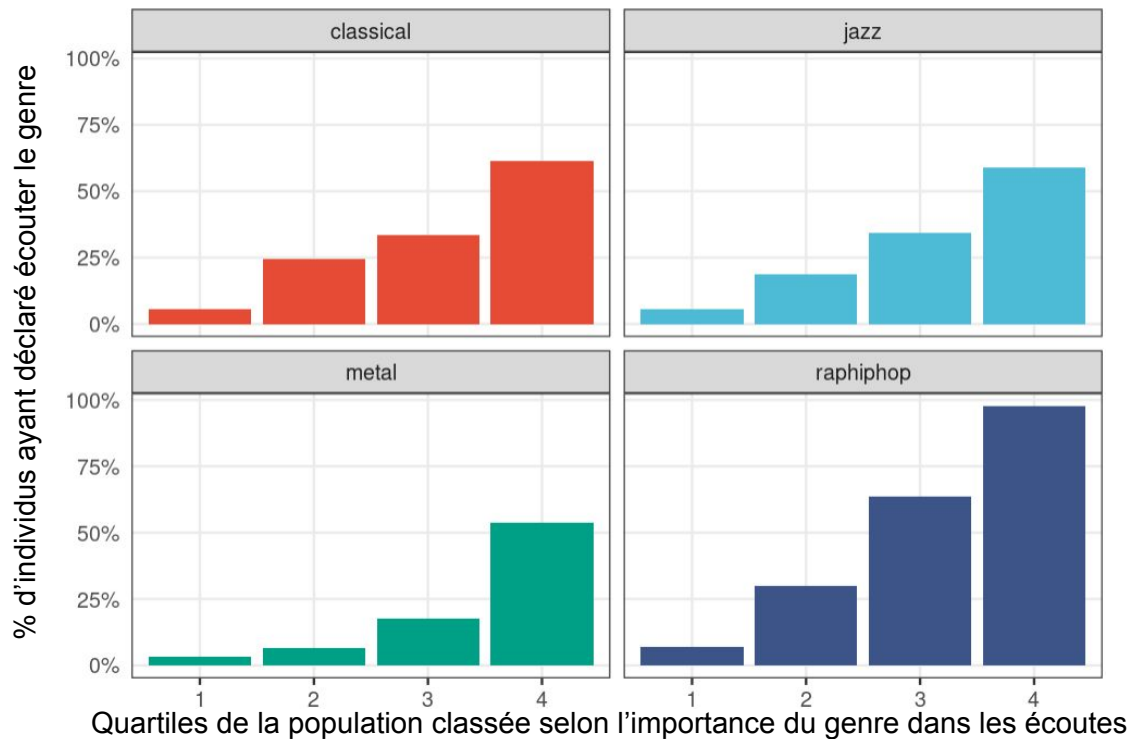 classical
jazz
100%
75%
50%
25%
0%
metal
raphiphop
100%
75%
50%
25%
0%
1 2 3 4 1 2 3 4
Quartiles de la population classée selon l’importance du genre dans les écoutes
% d’individus ayant déclaré écouter le genre